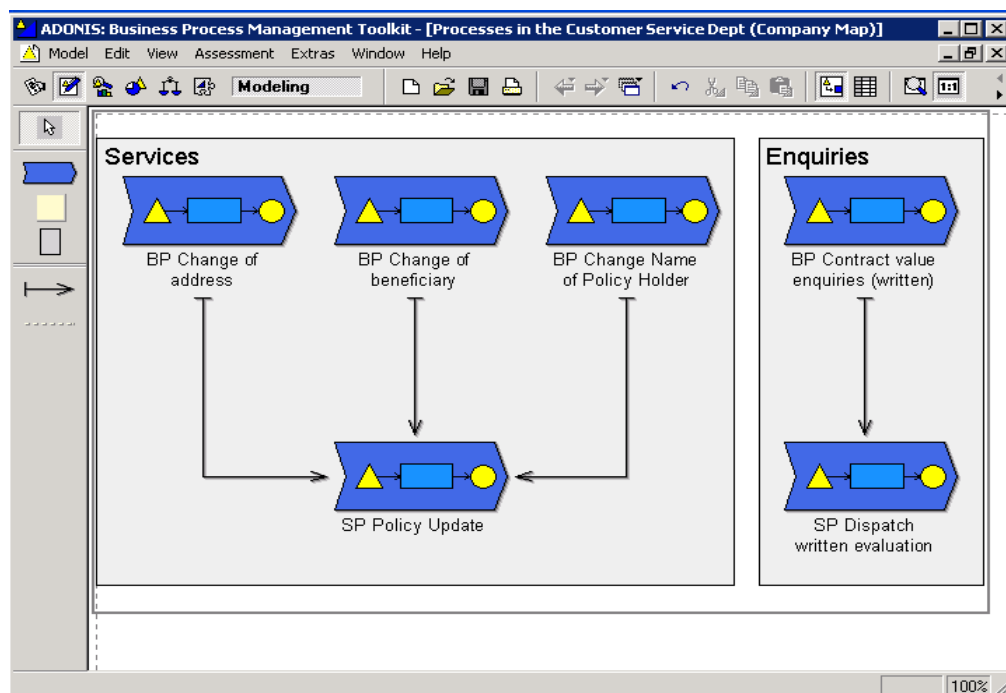 ADONIS: Business Process Management Toolkit - [Processes in the Customer Service Dept (Company Map)]
Model Edit View Assessment Extras Window Help
Modeling
1:1
Services
Enquiries
BP Change of
address
BP Change of
beneficiary
BP Change Name
of Policy Holder
BP Contract value
enquiries (written)
SP Policy Update
SP Dispatch
written evaluation
100%